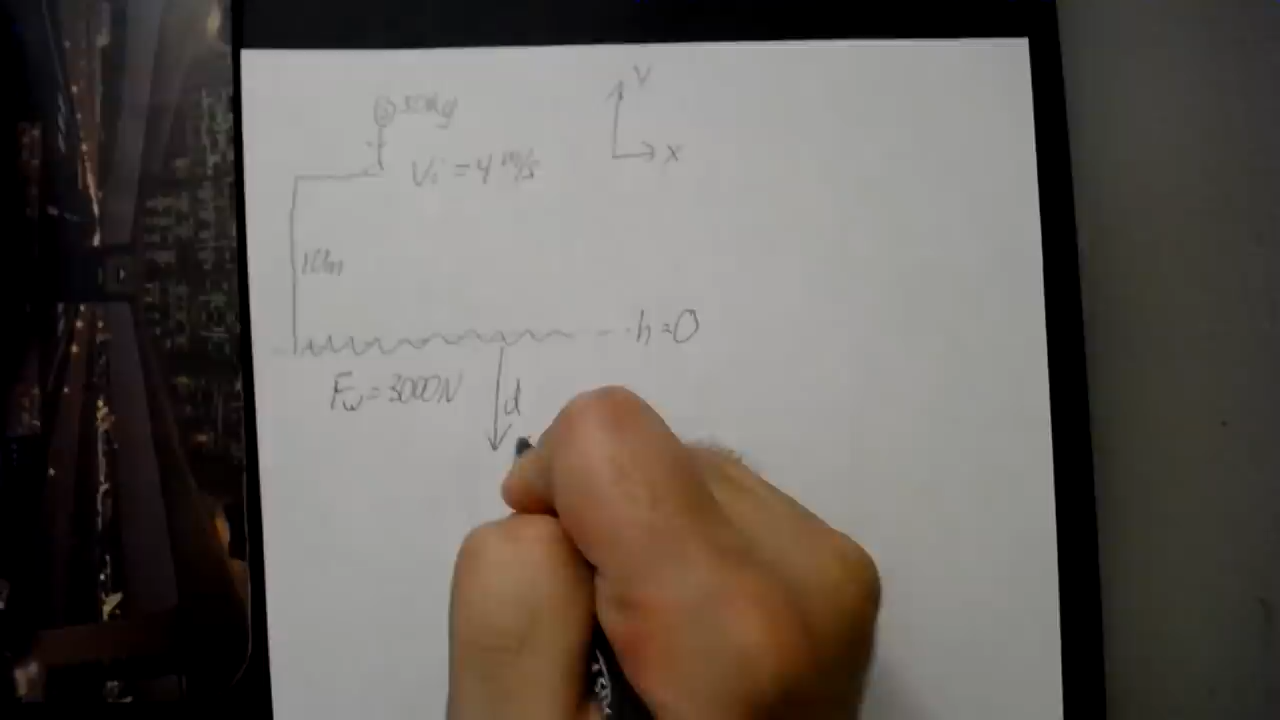 y
Vi = 4 m/s
x
10m
h=0
Fw = 3000N
d